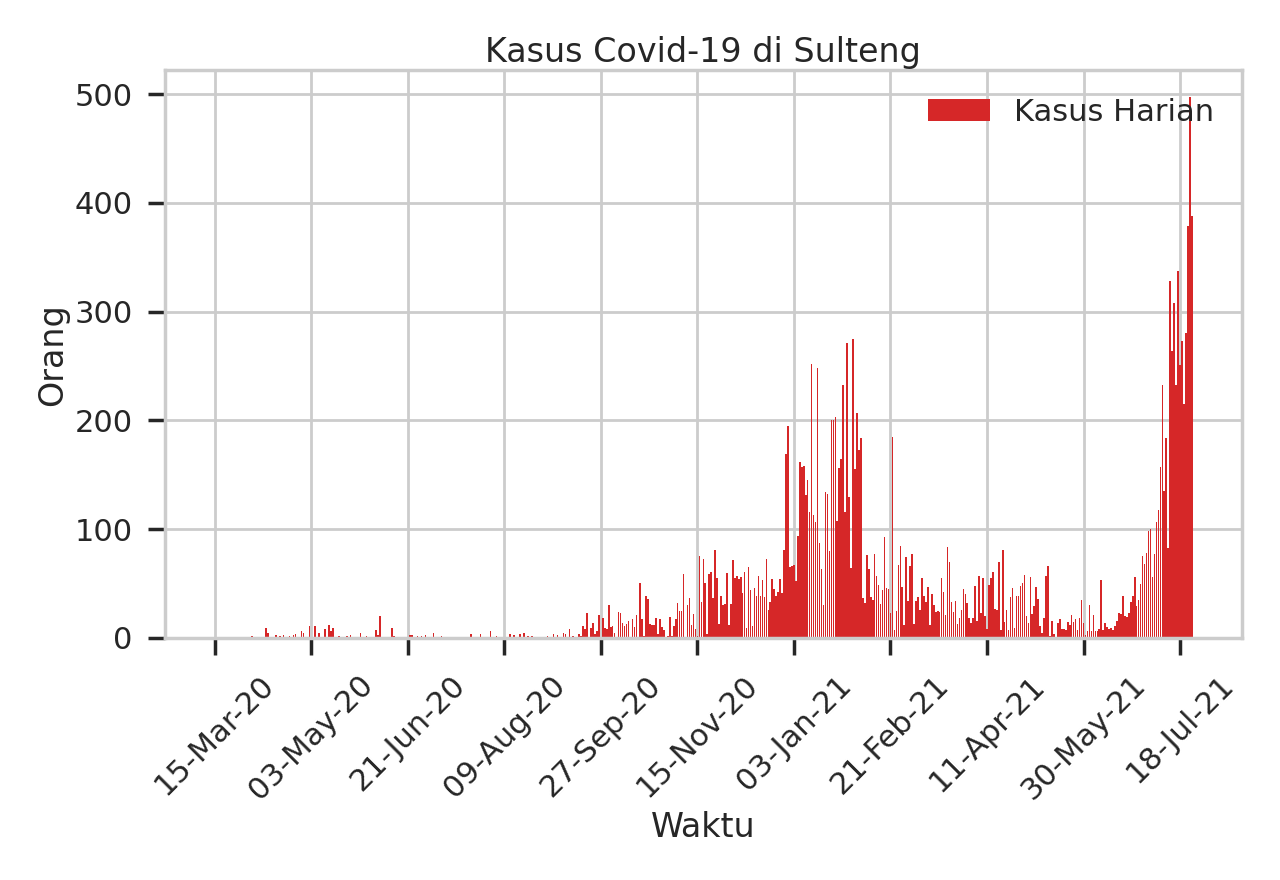 Kasus Covid-19 di Sulteng
Kasus Harian
Orang
500
400
300
200
100
0
15-Mar-20
03-May-20
21-Jun-20
09-Aug-20
27-Sep-20
15-Nov-20
03-Jan-21
21-Feb-21
11-Apr-21
30-May-21
18-Jul-21
Waktu